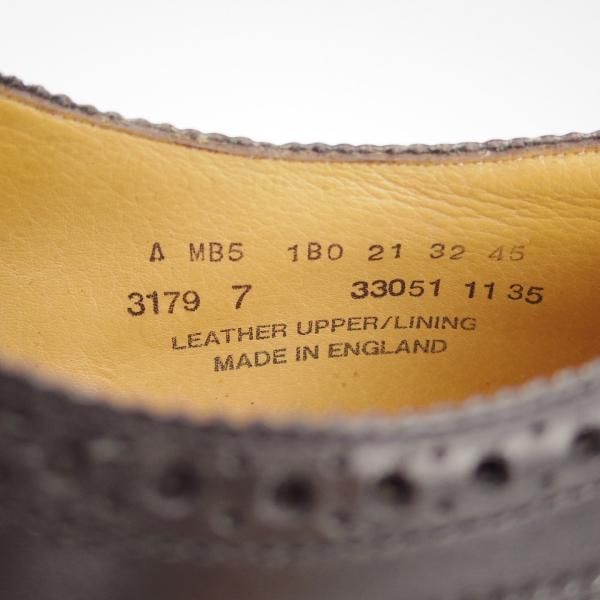 A MB5 1B0 21 32 45
3179 7 33051 11 35
LEATHER UPPER/LINING
MADE IN ENGLAND